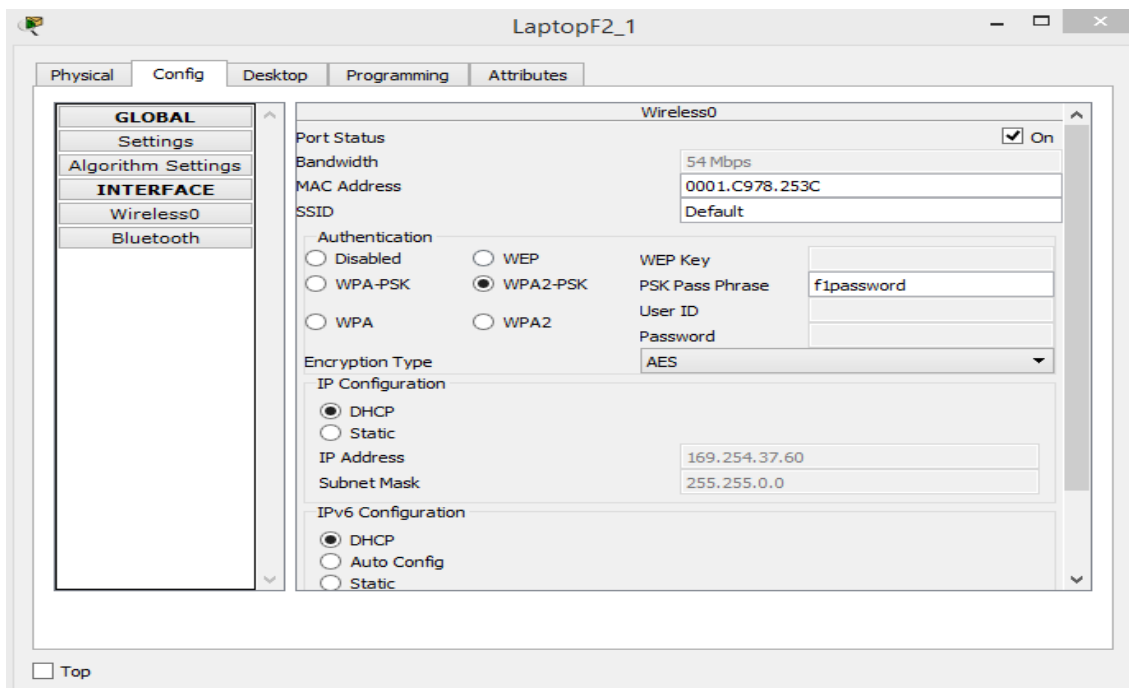 LaptopF2_1
Physical Config Desktop Programming Attributes
GLOBAL
Settings
Algorithm Settings
INTERFACE
Wireless0
Bluetooth
Wireless0
Port Status On
Bandwidth 54 Mbps
MAC Address 0001.C978.253C
SSID Default
Authentication
Disabled WEP WEP Key
WPA-PSK WPA2-PSK PSK Pass Phrase f1password
User ID
WPA WPA2
Password
Encryption Type AES
IP Configuration
DHCP
Static
IP Address 169.254.37.60
Subnet Mask 255.255.0.0
IPv6 Configuration
DHCP
Auto Config
Static
Top